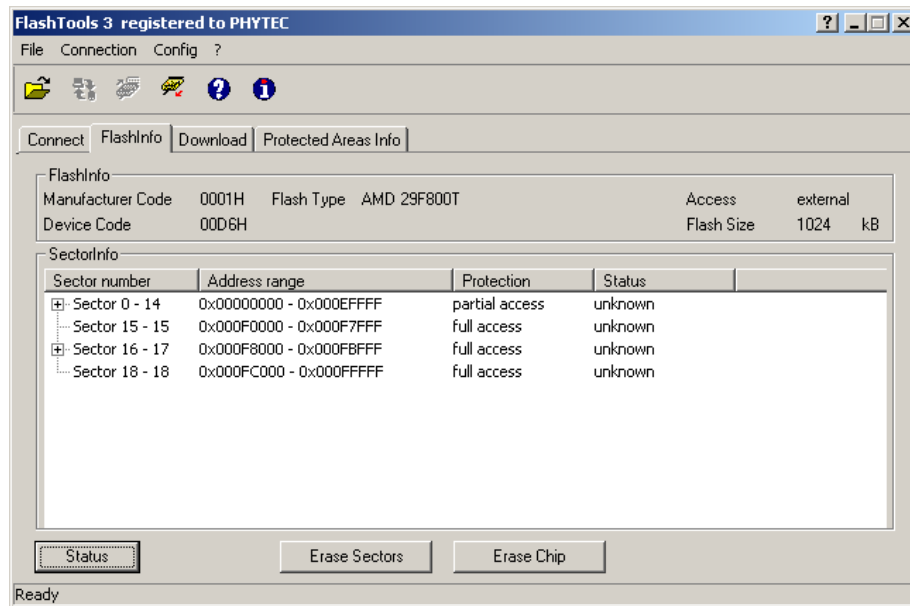 FlashTools 3 registered to PHYTEC
File Connection Config ?
Connect FlashInfo Download Protected Areas Info
FlashInfo
Manufacturer Code 0001H Flash Type AMD 29F800T Access external
Device Code 00D6H Flash Size 1024 kB
SectorInfo
Sector number Address range Protection Status
Sector 0 - 14 0x00000000 - 0x000EFFFF partial access unknown
Sector 15 - 15 0x000F0000 - 0x000F7FFF full access unknown
Sector 16 - 17 0x000F8000 - 0x000FBFFF full access unknown
Sector 18 - 18 0x000FC000 - 0x000FFFFF full access unknown
Status Erase Sectors Erase Chip
Ready